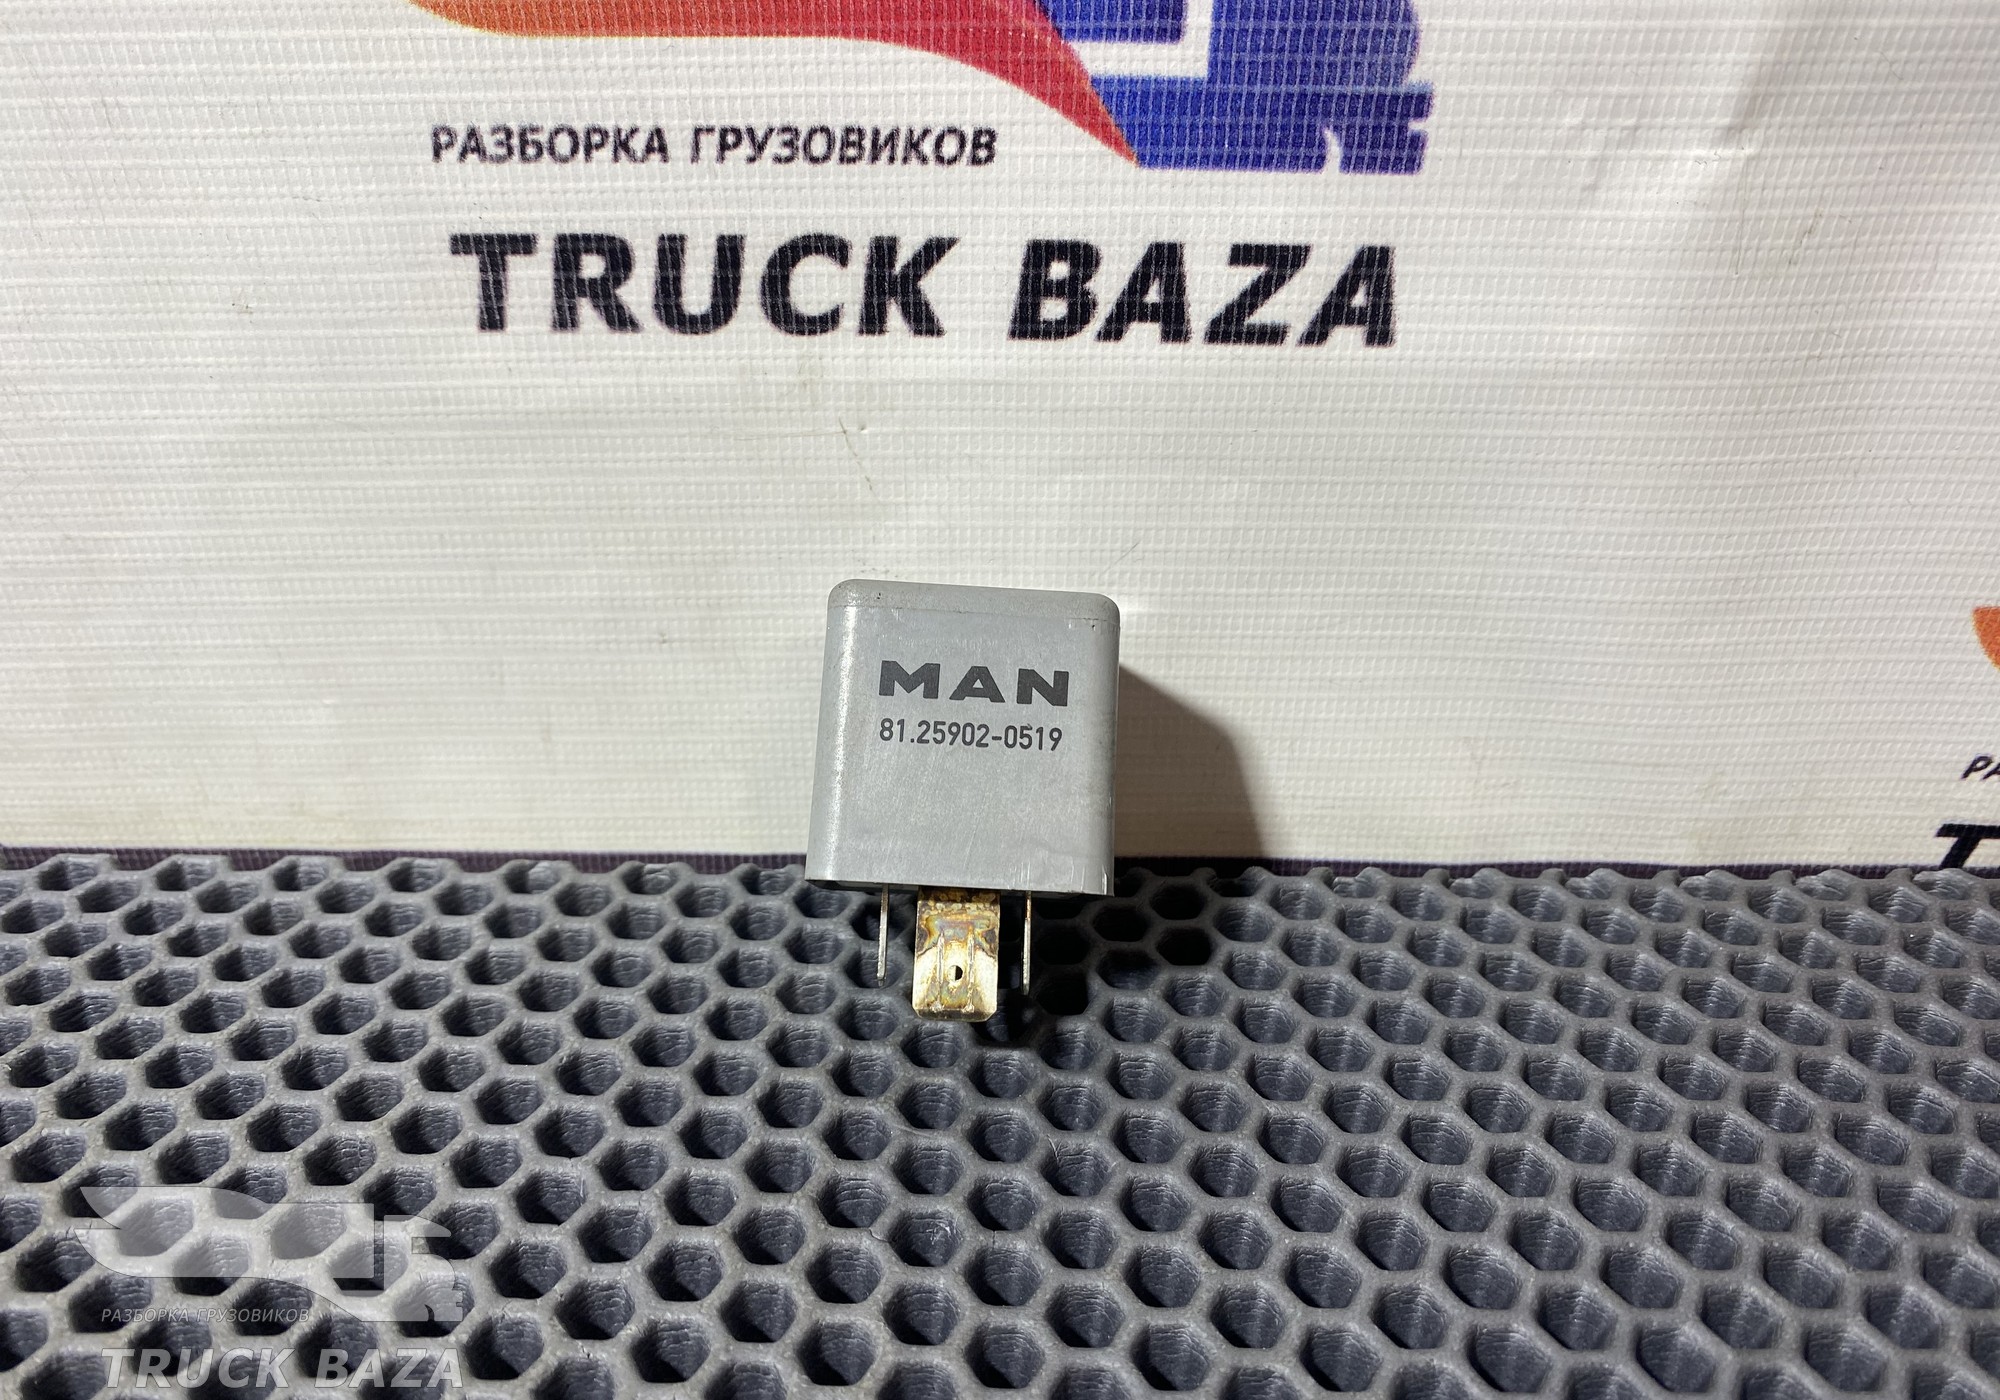 РАЗБОРКА ГРУЗОВИКОВ
TRUCK BAZA
MAN
81.25902-0519
РАЗБОРКА ГРУЗОВИКОВ
TRUCK BAZA